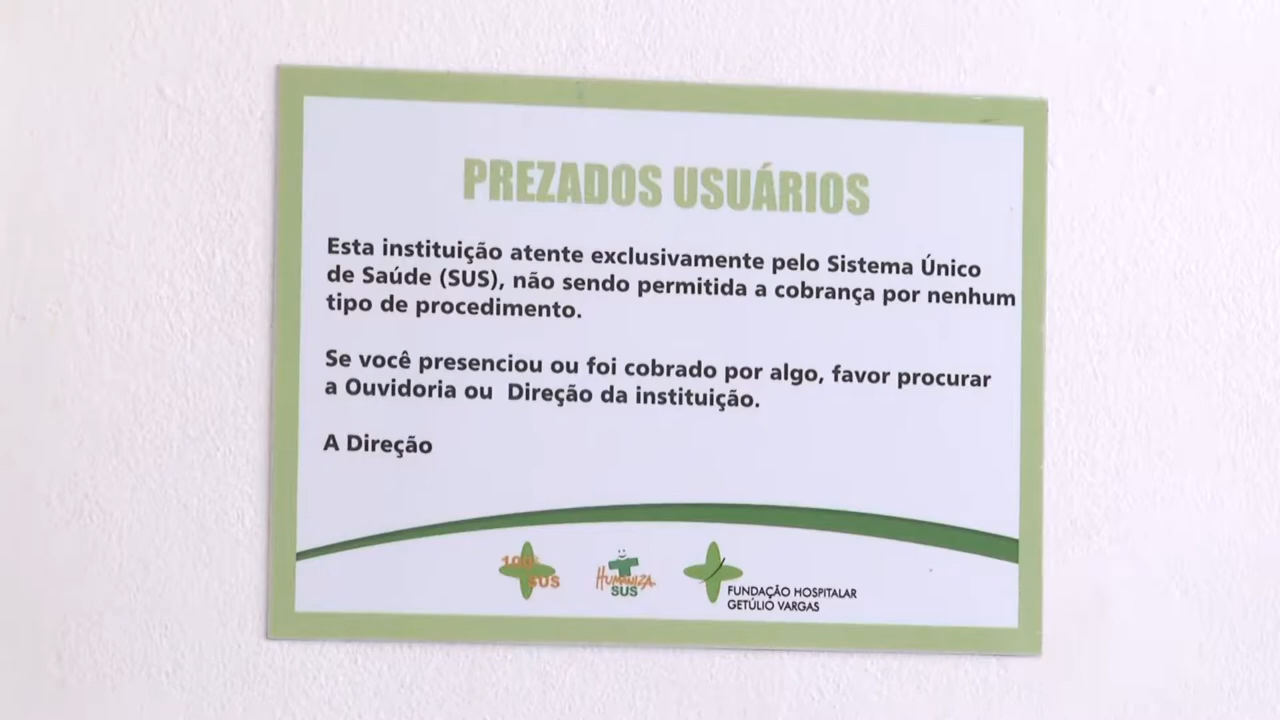 PREZADOS USUÁRIOS
Esta instituição atente exclusivamente pelo Sistema Único
de Saúde (SUS), não sendo permitida a cobrança por nenhum
tipo de procedimento.
Se você presenciou ou foi cobrado por algo, favor procurar
a Ouvidoria ou Direção da instituição.
A Direção
SUS
HUMANIZA
SUS
FUNDAÇÃO HOSPITALAR
GETÚLIO VARGAS